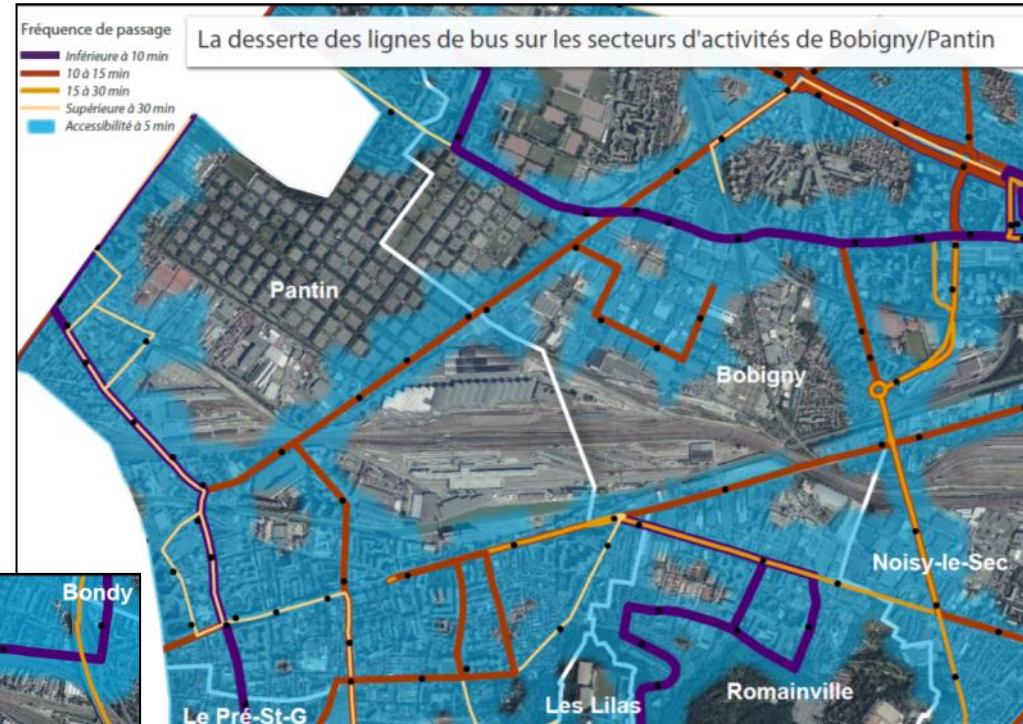 Fréquence de passage
Inférieure à 10 min
10 à 15 min
15 à 30 min
Supérieure à 30 min
Accessibilité à 5 min
La desserte des lignes de bus sur les secteurs d'activités de Bobigny/Pantin
Pantin
Bobigny
Noisy-le-Sec
Bondy
Romainville
Les Lilas
Le Pré-St-G